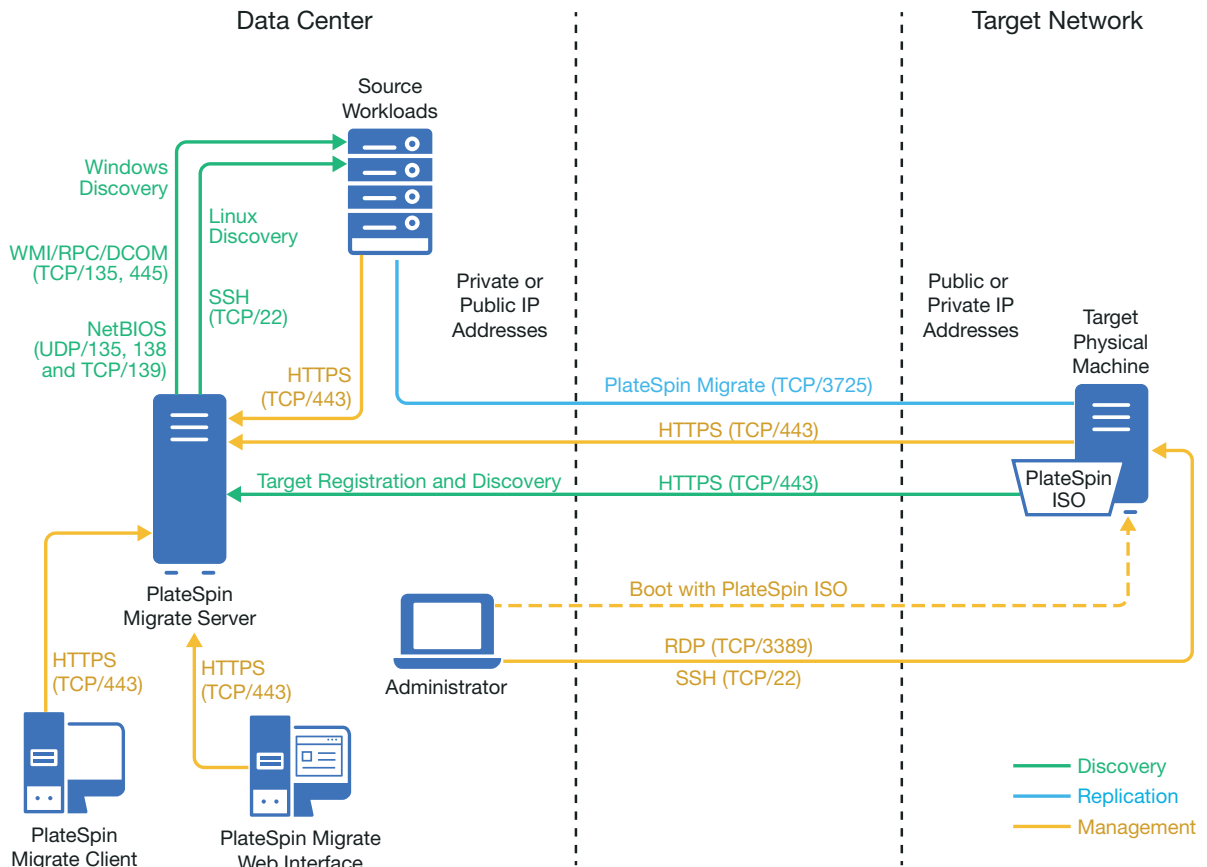 Data Center
Target Network
Source
Workloads
Windows
Discovery
Linux
Discovery
WMI/RPC/DCOM
(TCP/135, 445)
SSH
(TCP/22)
NetBIOS
(UDP/135, 138
and TCP/139)
HTTPS
(TCP/443)
Private or
Public IP
Addresses
Public or
Private IP
Addresses
Target
Physical
Machine
PlateSpin Migrate (TCP/3725)
HTTPS (TCP/443)
Target Registration and Discovery
HTTPS (TCP/443)
PlateSpin
ISO
PlateSpin
Migrate Server
Boot with PlateSpin ISO
RDP (TCP/3389)
SSH (TCP/22)
Administrator
HTTPS
(TCP/443)
HTTPS
(TCP/443)
PlateSpin
Migrate Client
PlateSpin Migrate
Web Interface
Discovery
Replication
Management